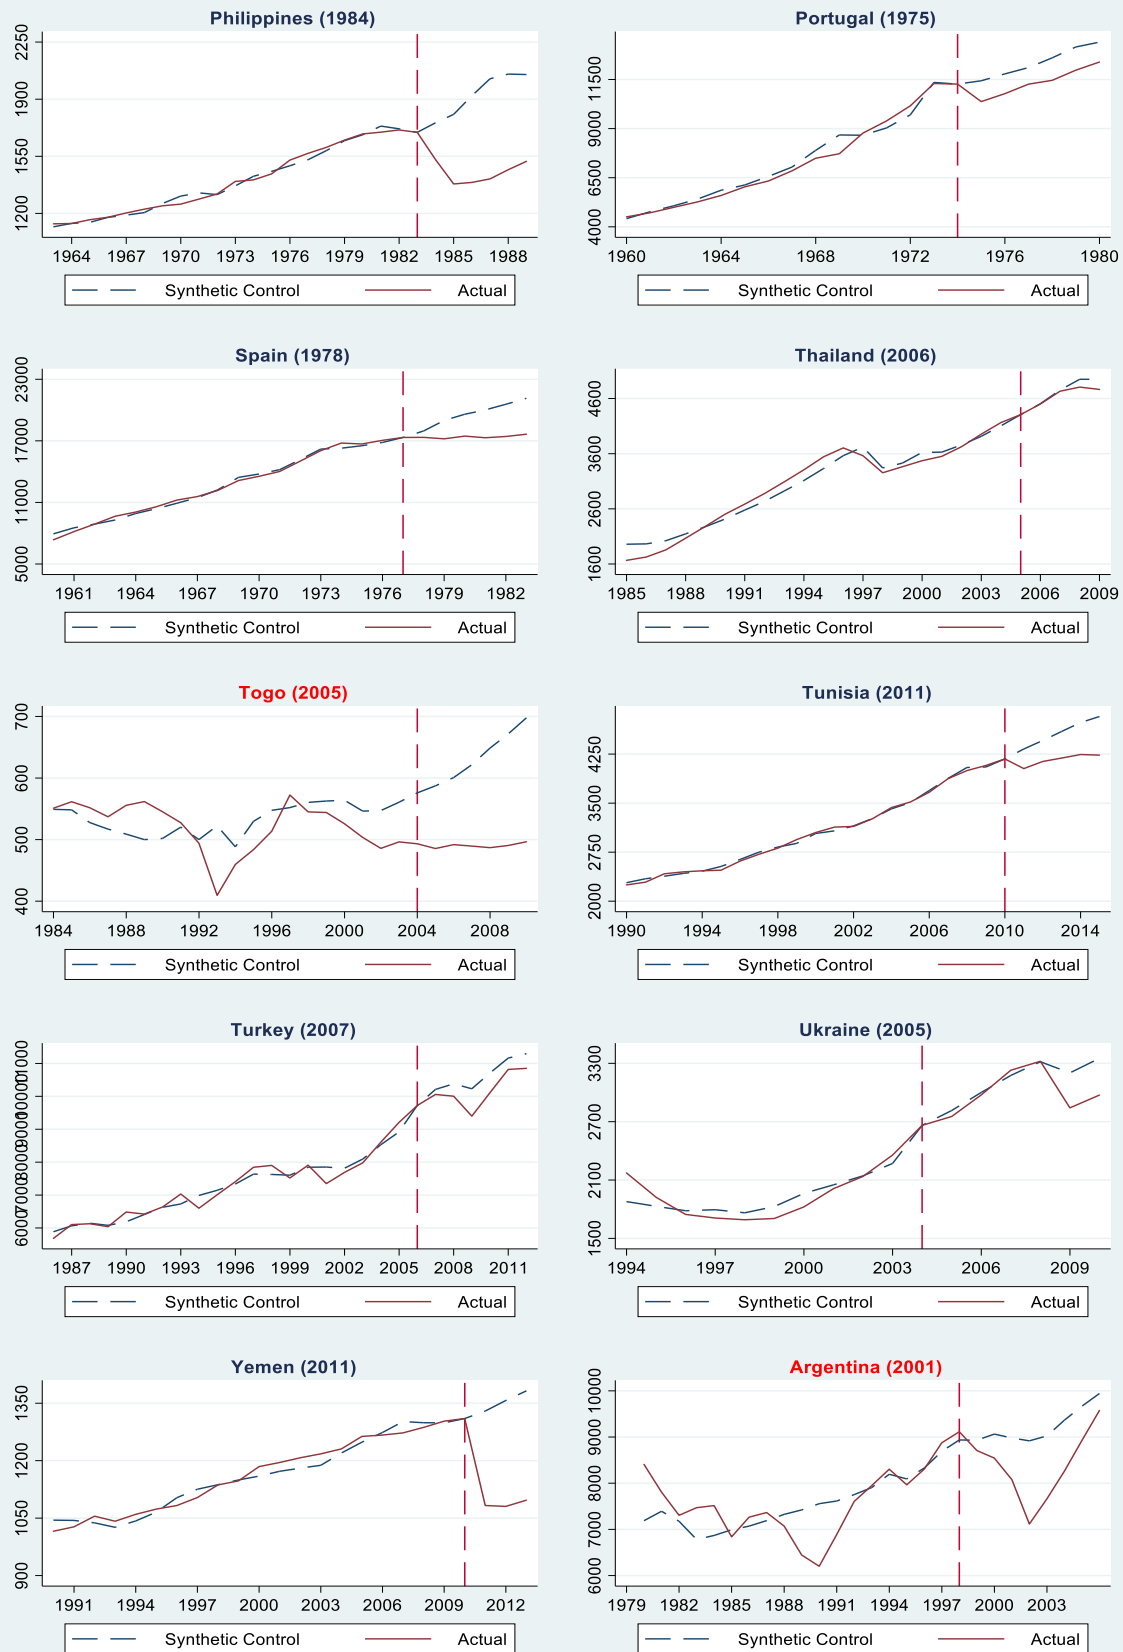 Philippines (1984)
2250
1900
1550
1200
1964 1967 1970 1973 1976 1979 1982 1985 1988
Synthetic Control Actual
Portugal (1975)
11500
9000
6500
4000
1960 1964 1968 1972 1976 1980
Synthetic Control Actual
Spain (1978)
23000
17000
11000
5000
1961 1964 1967 1970 1973 1976 1979 1982
Synthetic Control Actual
Thailand (2006)
4600
3600
2600
1600
1985 1988 1991 1994 1997 2000 2003 2006 2009
Synthetic Control Actual
Togo (2005)
700
600
500
400
1984 1988 1992 1996 2000 2004 2008
Synthetic Control Actual
Tunisia (2011)
4250
3500
2750
2000
1990 1994 1998 2002 2006 2010 2014
Synthetic Control Actual
Turkey (2007)
11000
10000
9000
8000
7000
6000
1987 1990 1993 1996 1999 2002 2005 2008 2011
Synthetic Control Actual
Ukraine (2005)
3300
2700
2100
1500
1994 1997 2000 2003 2006 2009
Synthetic Control Actual
Yemen (2011)
1350
1200
1050
900
1991 1994 1997 2000 2003 2006 2009 2012
Synthetic Control Actual
Argentina (2001)
10000
9000
8000
7000
6000
1979 1982 1985 1988 1991 1994 1997 2000 2003
Synthetic Control Actual